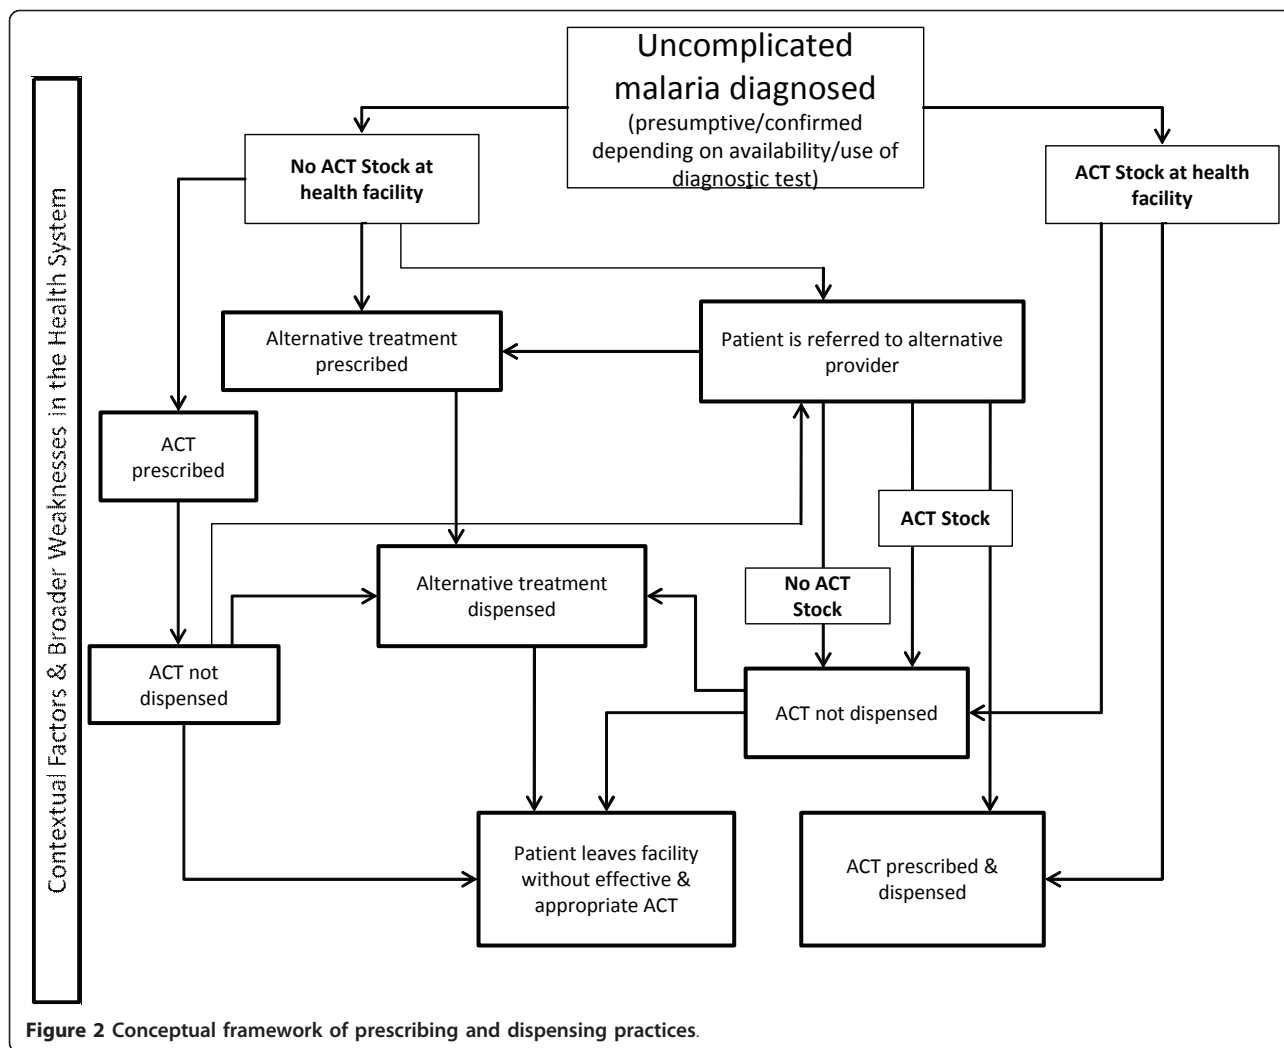 Uncomplicated
malaria diagnosed
(presumptive/confirmed
depending on availability/use of
diagnostic test)
No ACT Stock at
health facility
ACT Stock at health
facility
Contextual Factors & Broader Weaknesses in the Health System
Alternative treatment
prescribed
Patient is referred to alternative
provider
ACT
prescribed
ACT Stock
No ACT
Stock
Alternative treatment
dispensed
ACT not
dispensed
ACT not dispensed
Patient leaves facility
without effective &
appropriate ACT
ACT prescribed &
dispensed
Figure 2 Conceptual framework of prescribing and dispensing practices.